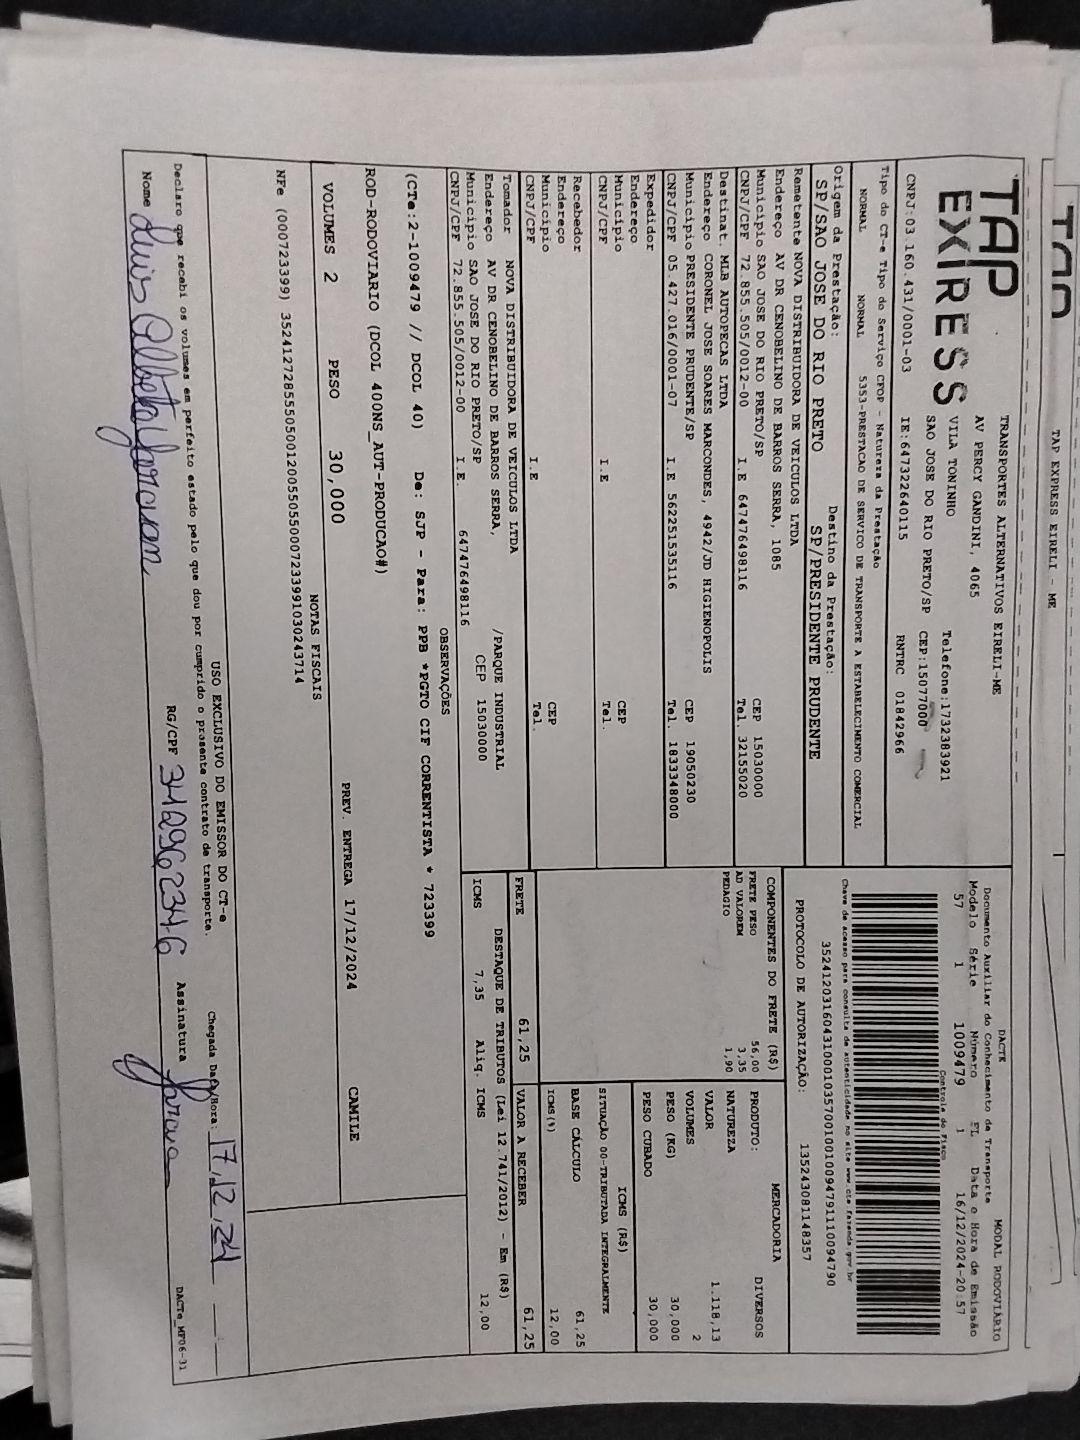 TAP EXPRESS EIRELI - ME
TAP
EXPRESS
TRANSPORTES ALTERNATIVOS EIRELI-ME
AV PERCY GANDINI, 4065
VILA TONINHO
SAO JOSE DO RIO PRETO/SP
Telefone:1732383921
CEP:15077000
CNPJ:03.160.431/0001-03
IE:647322640115
RNTRC 01842966
Tipo do CT-e Tipo do Serviço CFOP - Natureza da Prestação
NORMAL NORMAL 5353-PRESTACAO DE SERVICO DE TRANSPORTE A ESTABELECIMENTO COMERCIAL
Origem da Prestação: Destino da Prestação:
SP/SAO JOSE DO RIO PRETO SP/PRESIDENTE PRUDENTE
Remetente NOVA DISTRIBUIDORA DE VEICULOS LTDA
Endereço AV DR CENOBELINO DE BARROS SERRA, 1085
Município SAO JOSE DO RIO PRETO/SP CEP 15030000
CNPJ/CPF 72.855.505/0012-00 I.E 647476498116 Tel. 32155020
Destinat. MLB AUTOPECAS LTDA
Endereço CORONEL JOSE SOARES MARCONDES, 4942/JD HIGIENOPOLIS
Município PRESIDENTE PRUDENTE/SP CEP 19050230
CNPJ/CPF 05.427.016/0001-07 I.E 562251535116 Tel. 1833348000
Expedidor
Endereço
Município CEP
CNPJ/CPF I.E Tel.
Recebedor
Endereço
Município CEP
CNPJ/CPF I.E Tel.
Tomador NOVA DISTRIBUIDORA DE VEICULOS LTDA
Endereço AV DR CENOBELINO DE BARROS SERRA, /PARQUE INDUSTRIAL
Município SAO JOSE DO RIO PRETO/SP CEP 15030000
CNPJ/CPF 72.855.505/0012-00 I.E. 647476498116
DACTE MODAL RODOVIÁRIO
Documento Auxiliar do Conhecimento de Transporte
Modelo Série Número FL Data e Hora de Emissão
57 1 1009479 1 16/12/2024-20:57
Controle do Fisco
Chave de acesso para consulta de autenticidade no site www.cte.fazenda.gov.br
35241203160431000103570010010094791110094790
PROTOCOLO DE AUTORIZAÇÃO: 135243081148357
COMPONENTES DO FRETE (R$)
FRETE PESO 56,00
AD VALOREM 3,35
PEDAGIO 1,90
MERCADORIA
PRODUTO: DIVERSOS
NATUREZA
VALOR 1.118,13
VOLUMES 2
PESO (KG) 30,000
PESO CUBADO 30,000
ICMS (R$)
SITUAÇÃO 00-TRIBUTADA INTEGRALMENTE
BASE CÁLCULO 61,25
ICMS(%) 12,00
FRETE 61,25 VALOR A RECEBER 61,25
DESTAQUE DE TRIBUTOS (Lei 12.741/2012) - Em (R$)
ICMS 7,35 Aliq. ICMS 12,00
OBSERVAÇÕES
(CTe:2-1009479 // DCOL 40) De: SJP - Para: PPB *PGTO CIF CORRENTISTA * 723399
ROD-RODOVIARIO (DCOL 400NS_AUT-PRODUCAO#)
VOLUMES 2 PESO 30,000 PREV. ENTREGA 17/12/2024 CAMILE
NOTAS FISCAIS
NFe (000723399) 35241272855505001200550550007233991030243714
USO EXCLUSIVO DO EMISSOR DO CT-e
Declaro que recebi os volumes em perfeito estado pelo que dou por cumprido o presente contrato de transporte.
Chegada Data/Hora: 17.12.24
Nome Luis RG/CPF Assinatura
DACTe_MF06-31